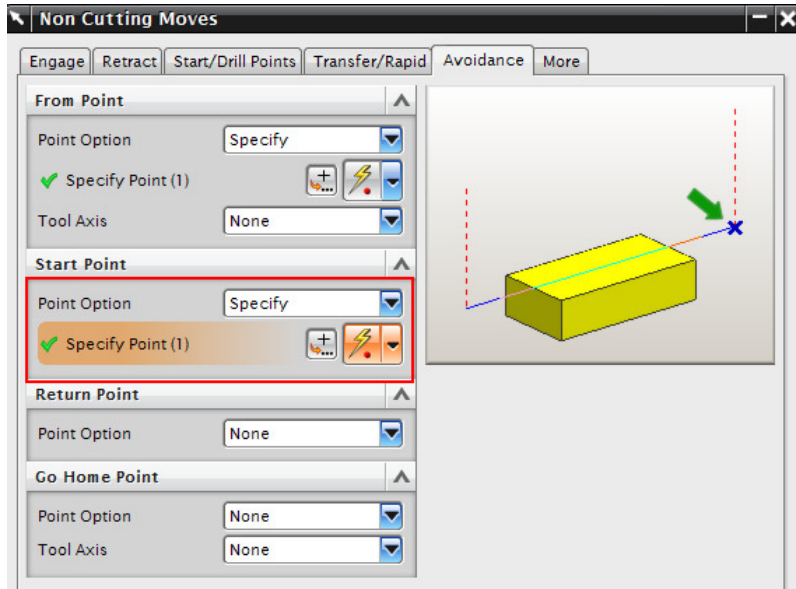 Non Cutting Moves
Engage Retract Start/Drill Points Transfer/Rapid Avoidance More
From Point
Point Option Specify
Specify Point (1)
Tool Axis None
Start Point
Point Option Specify
Specify Point (1)
Return Point
Point Option None
Go Home Point
Point Option None
Tool Axis None